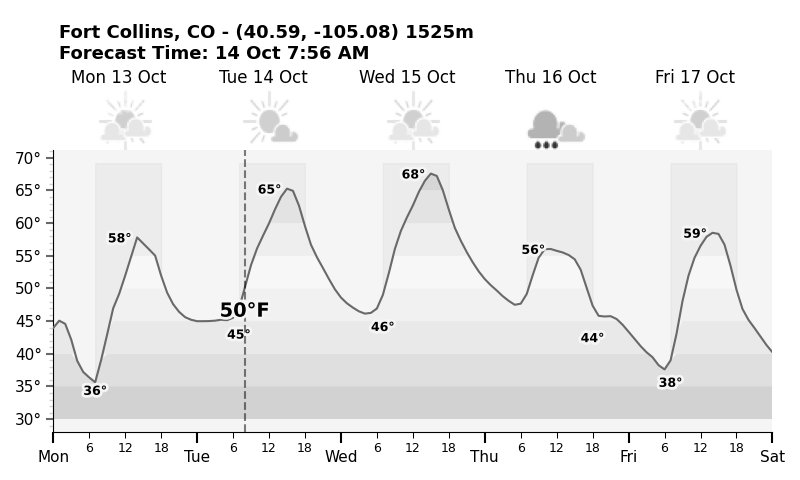 Fort Collins, CO - (40.59, -105.08) 1525m
Forecast Time: 14 Oct 7:56 AM
Mon 13 Oct Tue 14 Oct Wed 15 Oct Thu 16 Oct Fri 17 Oct
70°
65°
60°
55°
50°
45°
40°
35°
30°
58° 65° 68° 56° 59°
50°F
36° 45° 46° 44° 38°
6 12 18 6 12 18 6 12 18 6 12 18 6 12 18
Mon Tue Wed Thu Fri Sat